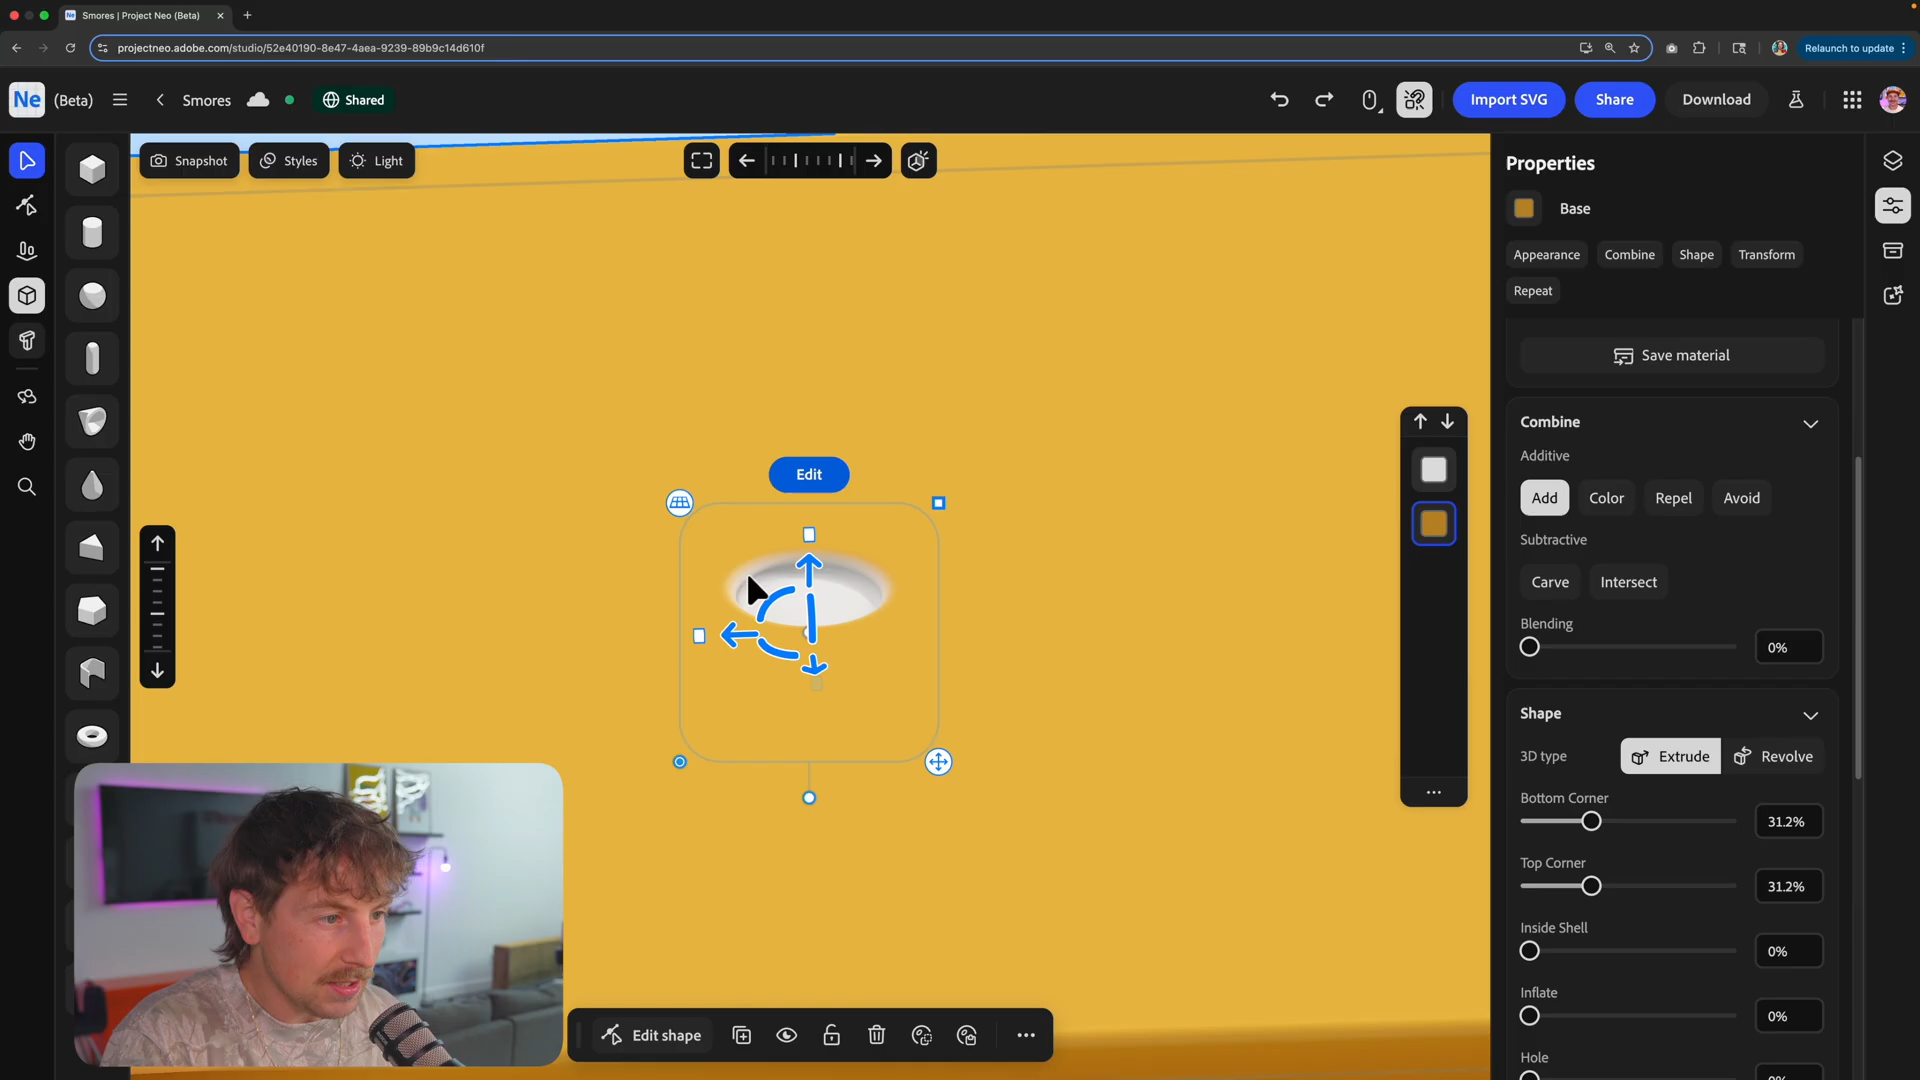 Ne
Smores | Project Neo (Beta)
projectneo.adobe.com/studio/52e40190-8e47-4aea-9239-89b9c14d610f
Relaunch to update
Ne
(Beta)
Smores
Shared
Import SVG
Share
Download
Snapshot
Styles
Light
Properties
Base
Appearance
Combine
Shape
Transform
Repeat
Save material
Combine
Additive
Add
Color
Repel
Avoid
Subtractive
Carve
Intersect
Blending
0%
Edit
Shape
3D type
Extrude
Revolve
Bottom Corner
31.2%
Top Corner
31.2%
Inside Shell
0%
Inflate
0%
Hole
Edit shape